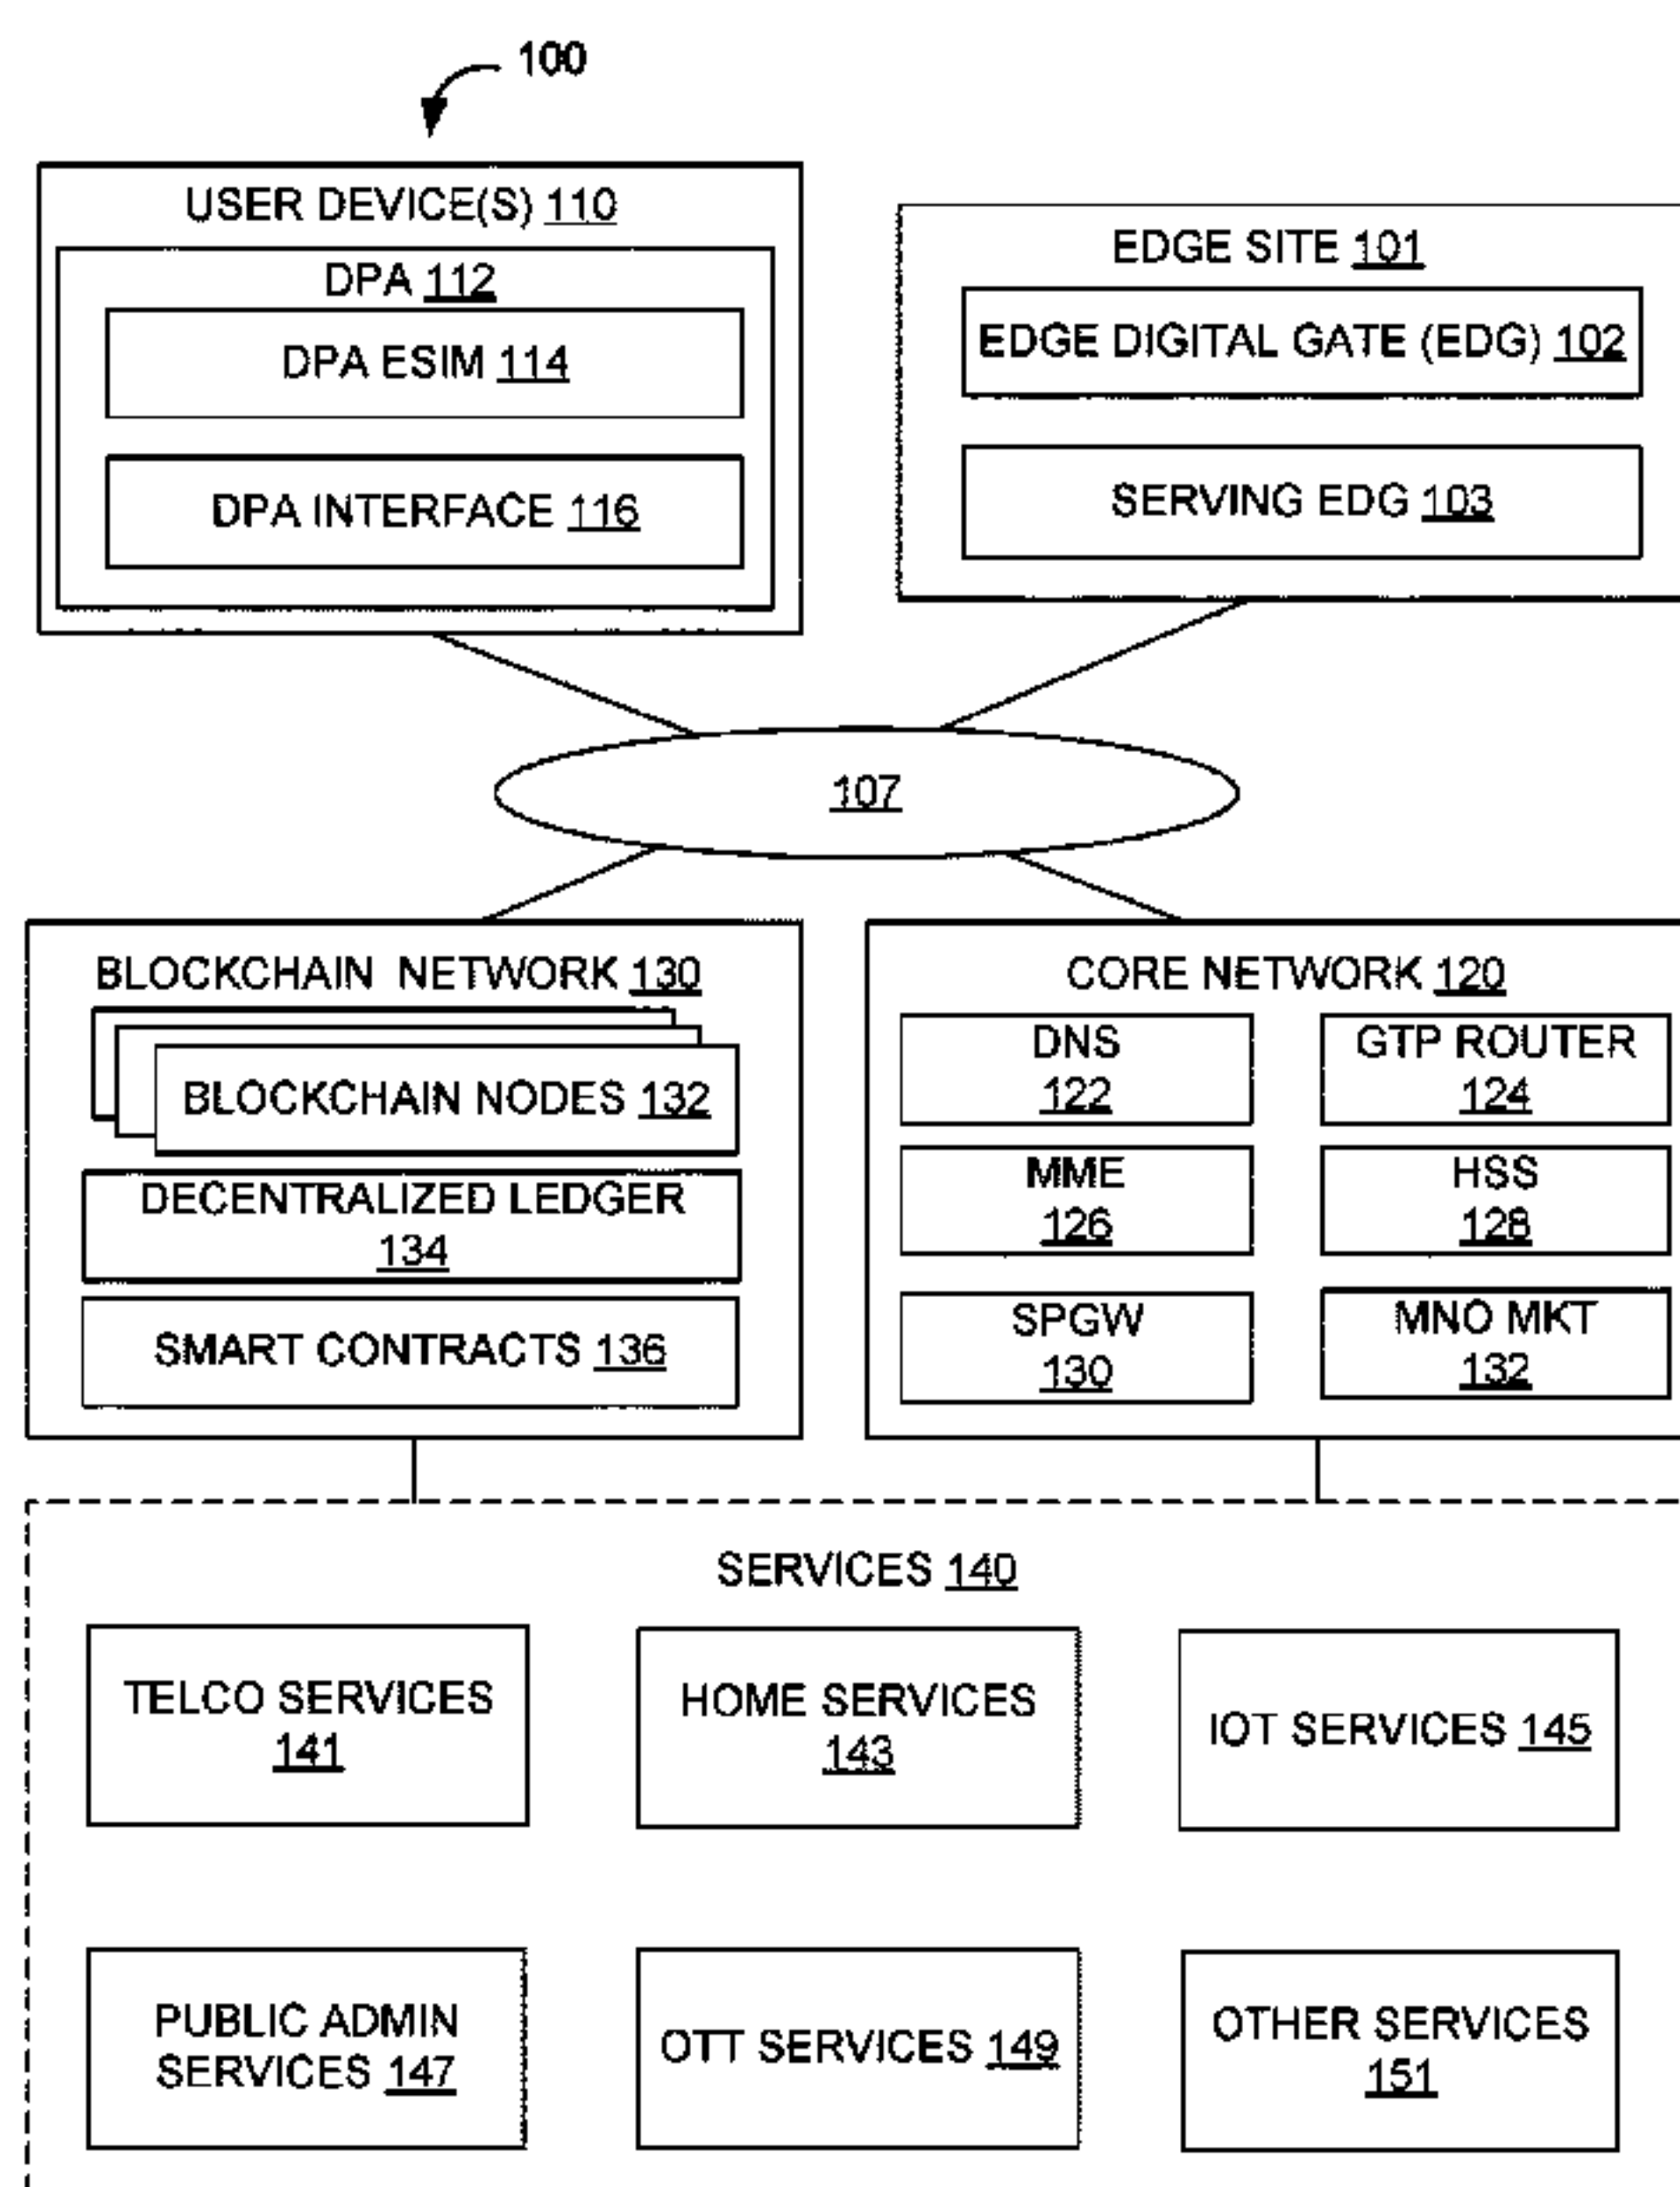 100
USER DEVICE(S) 110
DPA 112
DPA ESIM 114
DPA INTERFACE 116
EDGE SITE 101
EDGE DIGITAL GATE (EDG) 102
SERVING EDG 103
107
BLOCKCHAIN NETWORK 130
BLOCKCHAIN NODES 132
DECENTRALIZED LEDGER
134
SMART CONTRACTS 136
CORE NETWORK 120
DNS
122
GTP ROUTER
124
MME
126
HSS
128
SPGW
130
MNO MKT
132
SERVICES 140
TELCO SERVICES
141
HOME SERVICES
143
IOT SERVICES 145
PUBLIC ADMIN
SERVICES 147
OTT SERVICES 149
OTHER SERVICES
151